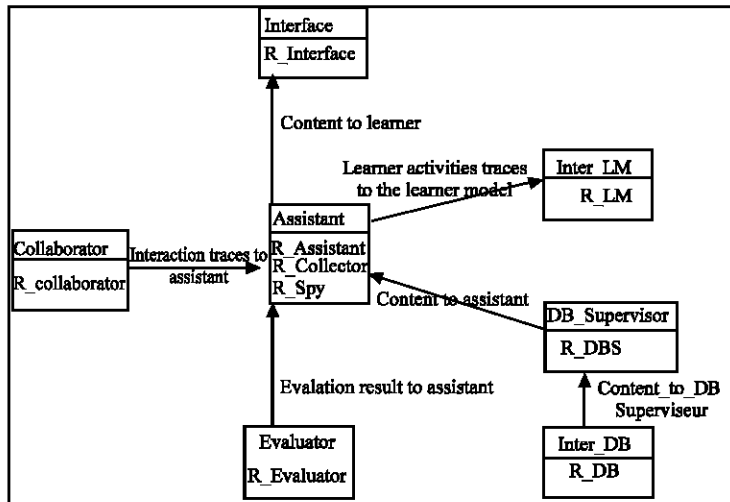 Interface
R_Interface
Content to learner
Learner activities traces
to the learner model
Inter_LM
R_LM
Assistant
R_Assistant
R_Collector
R_Spy
Collaborator
R_collaborator
Interaction traces to
assistant
Content to assistant
DB_Supervisor
R_DBS
Evalation result to assistant
Content_to_DB
Superviseur
Evaluator
R_Evaluator
Inter_DB
R_DB